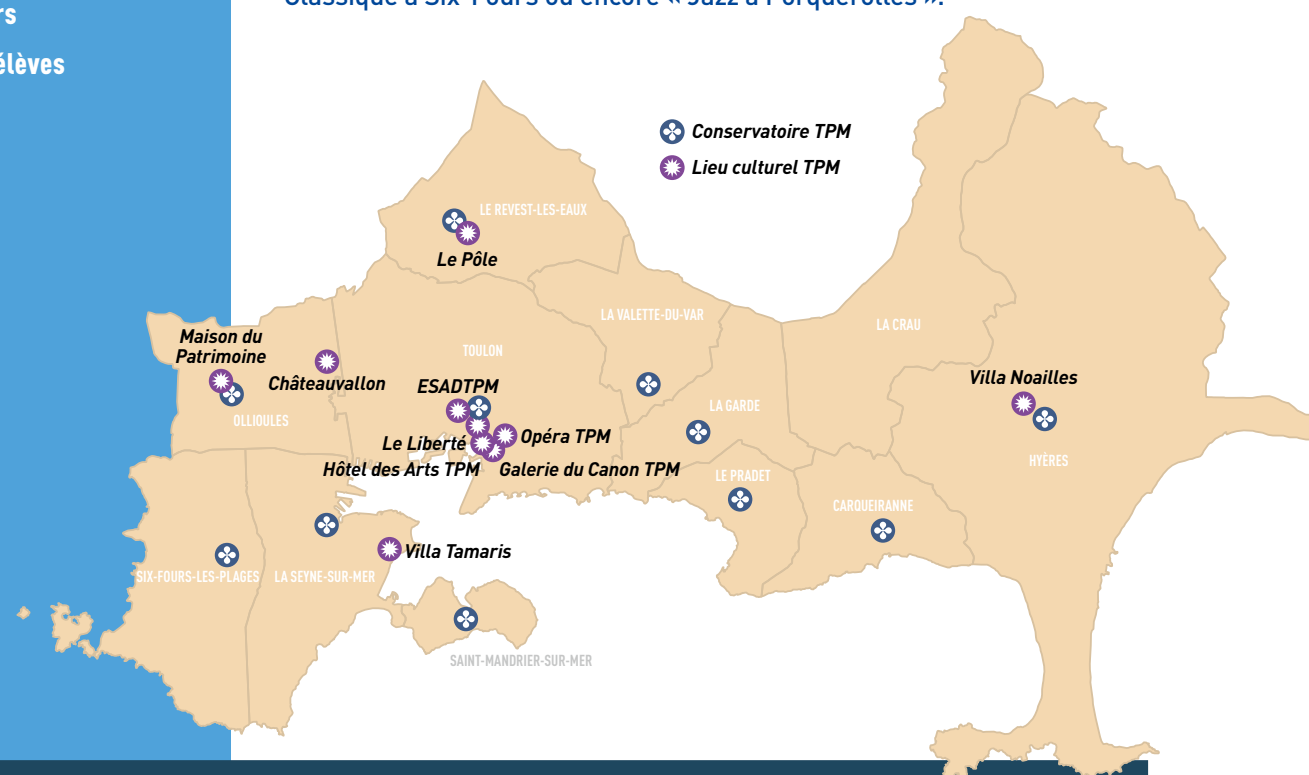 Classique à Six-Fours ou encore « Jazz à Porquerolles ».
élèves
Conservatoire TPM
Lieu culturel TPM
LE REVEST-LES-EAUX
Le Pôle
LA VALETTE-DU-VAR
LA CRAU
Maison du
Patrimoine
TOULON
Châteauvallon
ESADTPM
Villa Noailles
LA GARDE
OLLIOULES
Le Liberté
Opéra TPM
HYÈRES
Hôtel des Arts TPM
Galerie du Canon TPM
LE PRADET
CARQUEIRANNE
Villa Tamaris
SIX-FOURS-LES-PLAGES
LA SEYNE-SUR-MER
SAINT-MANDRIER-SUR-MER